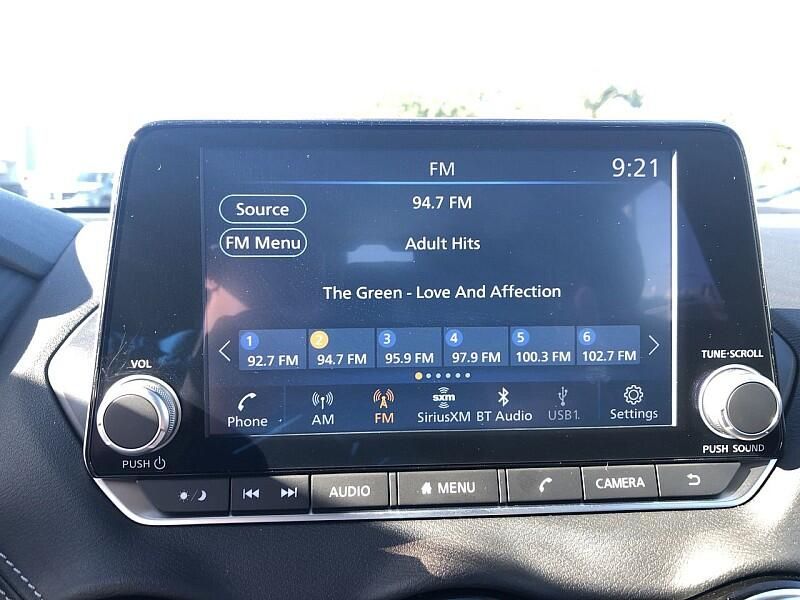 FM
9:21
Source
94.7 FM
FM Menu
Adult Hits
The Green - Love And Affection
1
92.7 FM
2
94.7 FM
3
95.9 FM
4
97.9 FM
5
100.3 FM
6
102.7 FM
Phone
AM
FM
sxm
SiriusXM
BT Audio
USB1
Settings
VOL
PUSH
TUNE·SCROLL
PUSH SOUND
AUDIO
MENU
CAMERA